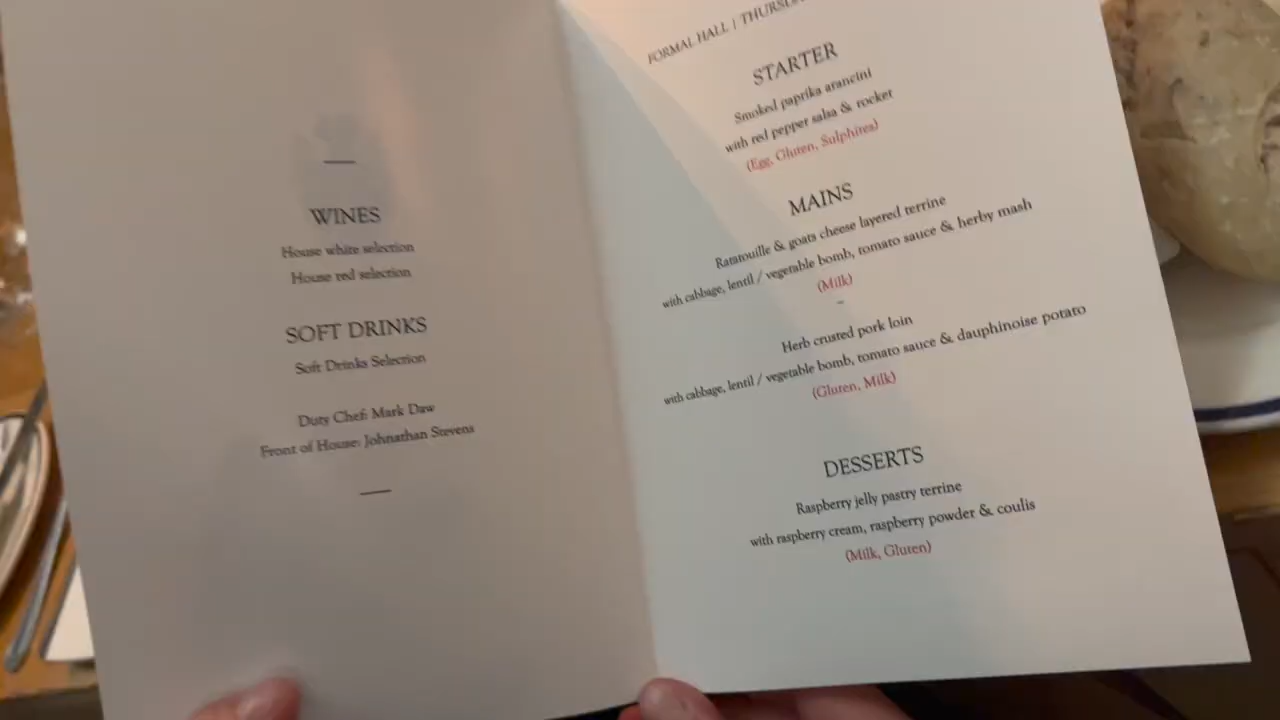 WINES
House white selection
House red selection
SOFT DRINKS
Soft Drinks Selection
Duty Chef: Mark Daw
Front of House: Johnathan Stevens
FORMAL HALL |
STARTER
Smoked paprika arancini
with red pepper salsa & rocket
(Egg, Gluten, Sulphites)
MAINS
Ratatouille & goats cheese layered terrine
with cabbage, lentil / vegetable bomb, tomato sauce & herby mash
(Milk)
~
Herb crusted pork loin
with cabbage, lentil / vegetable bomb, tomato sauce & dauphinoise potato
(Gluten, Milk)
DESSERTS
Raspberry jelly pastry terrine
with raspberry cream, raspberry powder & coulis
(Milk, Gluten)